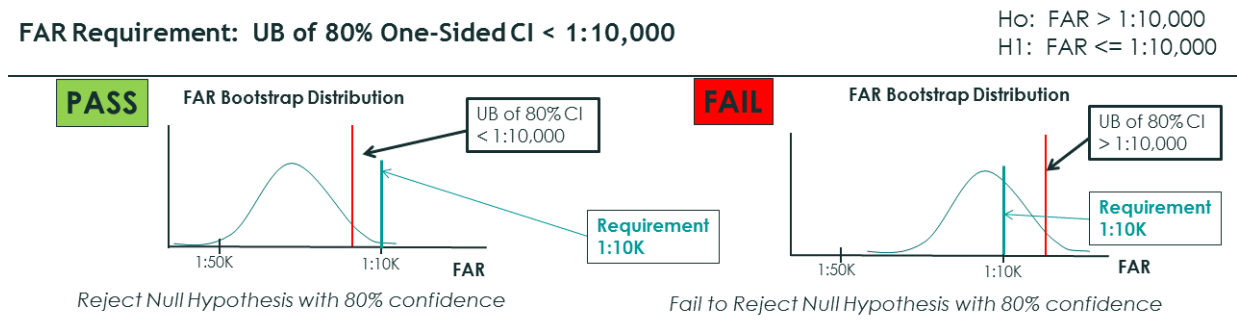 FAR Requirement: UB of 80% One-Sided CI < 1:10,000
Ho: FAR > 1:10,000
H1: FAR <= 1:10,000
PASS
FAR Bootstrap Distribution
UB of 80% CI
< 1:10,000
Requirement
1:10K
1:50K
1:10K
FAR
Reject Null Hypothesis with 80% confidence
FAIL
FAR Bootstrap Distribution
UB of 80% CI
> 1:10,000
Requirement
1:10K
1:50K
1:10K
FAR
Fail to Reject Null Hypothesis with 80% confidence